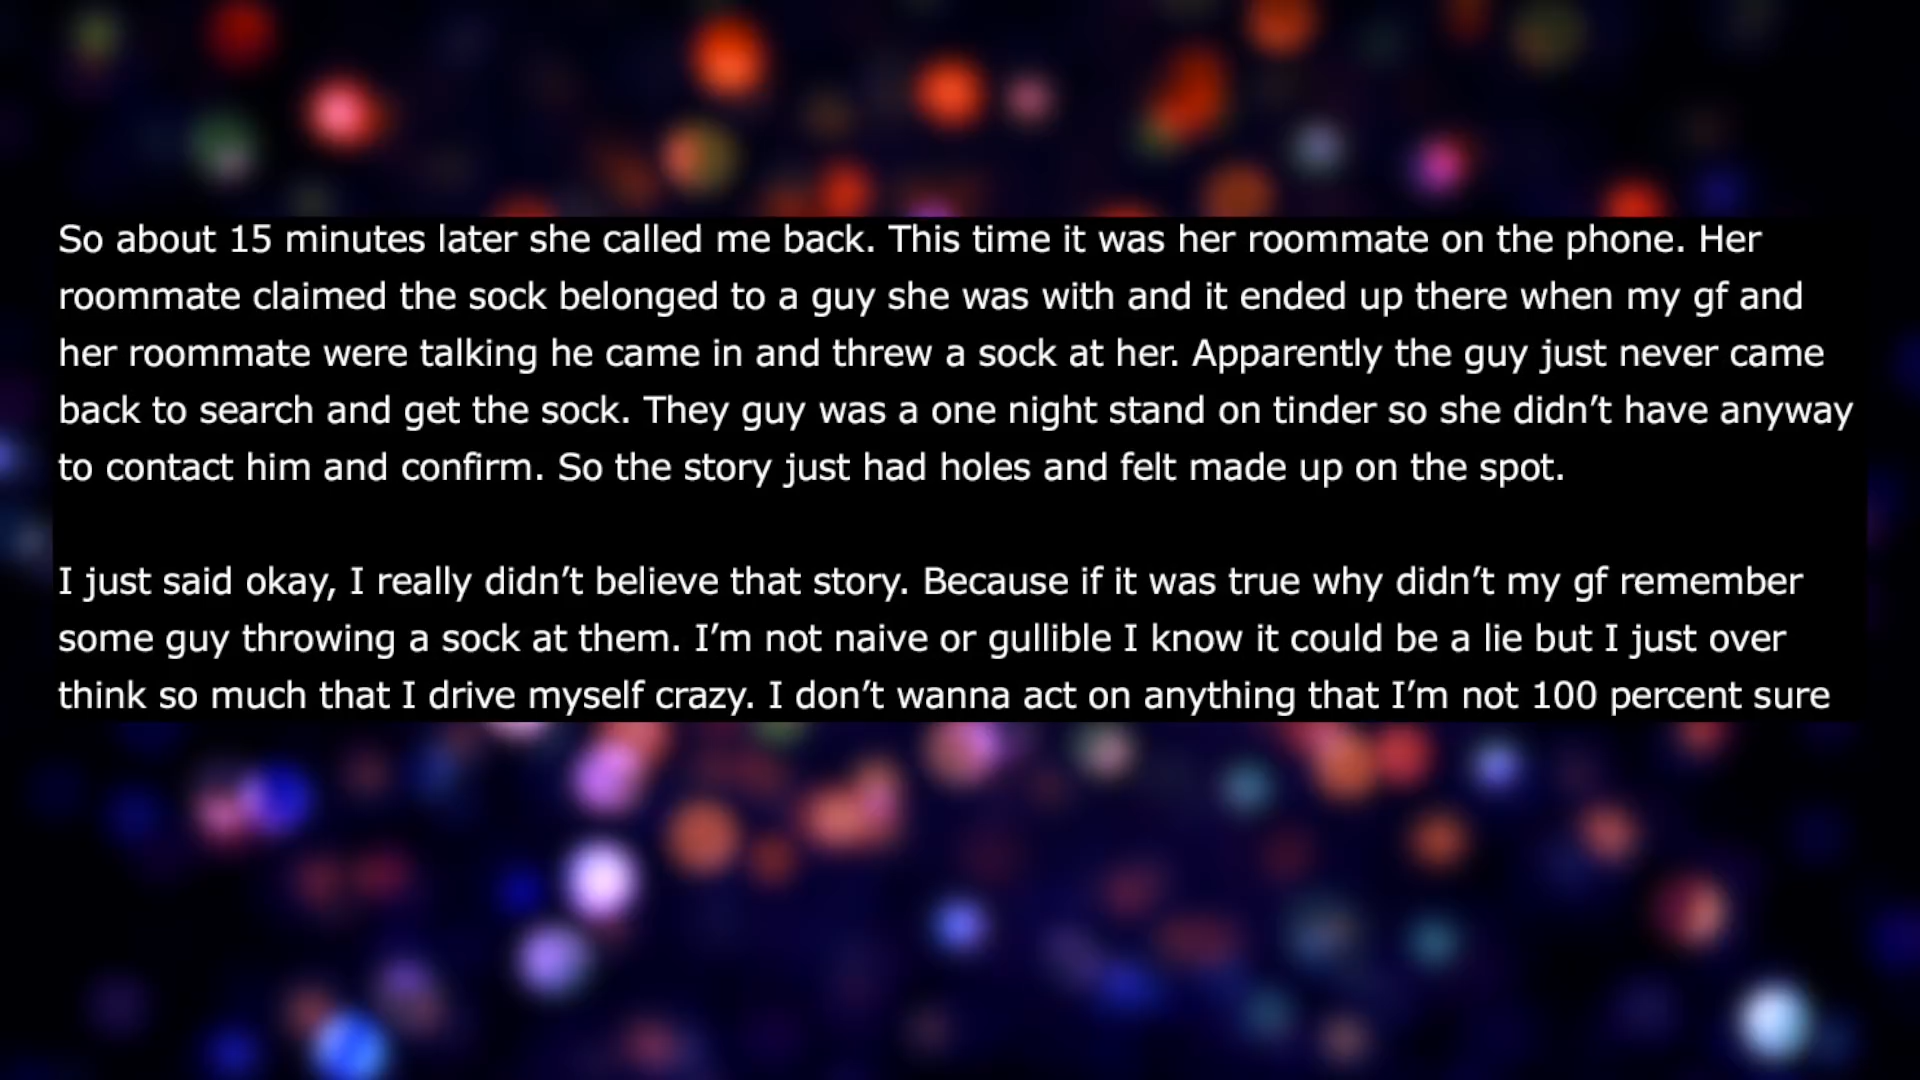 So about 15 minutes later she called me back. This time it was her roommate on the phone. Her
roommate claimed the sock belonged to a guy she was with and it ended up there when my gf and
her roommate were talking he came in and threw a sock at her. Apparently the guy just never came
back to search and get the sock. They guy was a one night stand on tinder so she didn’t have anyway
to contact him and confirm. So the story just had holes and felt made up on the spot.
I just said okay, I really didn’t believe that story. Because if it was true why didn’t my gf remember
some guy throwing a sock at them. I’m not naive or gullible I know it could be a lie but I just over
think so much that I drive myself crazy. I don’t wanna act on anything that I’m not 100 percent sure